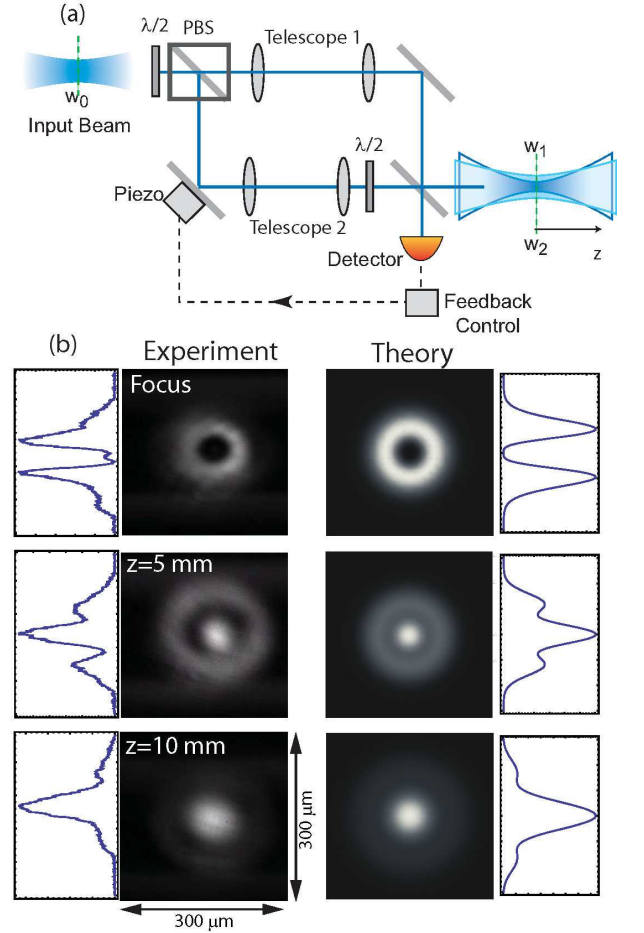 (a)
λ/2
PBS
Telescope 1
w0
Input Beam
λ/2
w1
Piezo
Telescope 2
w2
z
Detector
Feedback
Control
(b)
Experiment
Theory
Focus
z=5 mm
z=10 mm
300 μm
300 μm